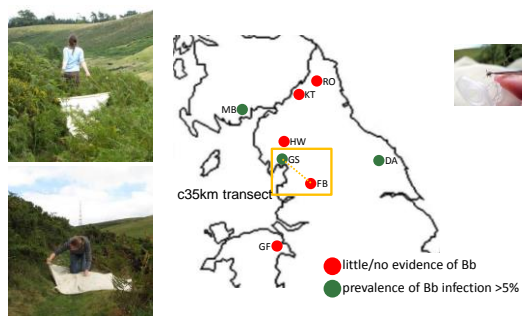 RO
KT
MB
HW
GS
DA
FB
c35km transect
GF
little/no evidence of Bb
prevalence of Bb infection >5%